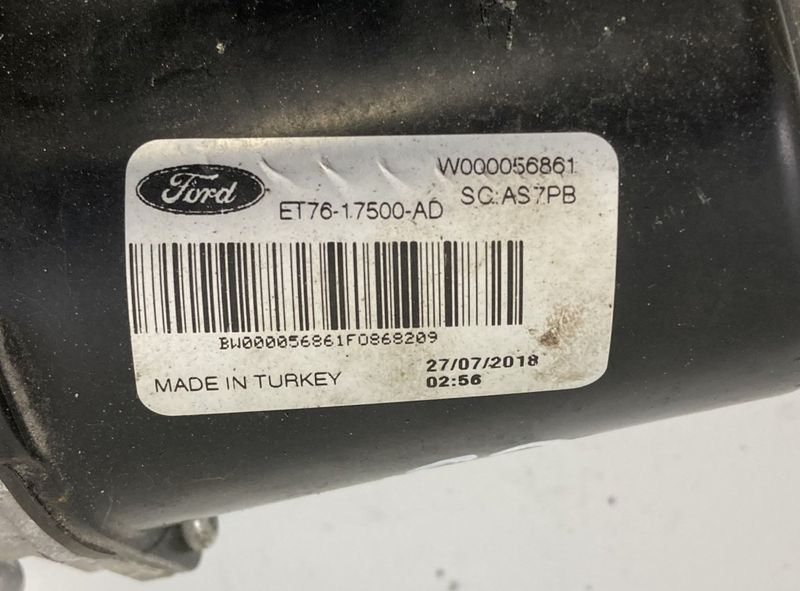 Ford
W000056861
ET76-17500-AD
SC:AS7PB
BW000056861F0868209
MADE IN TURKEY
27/07/2018
02:56